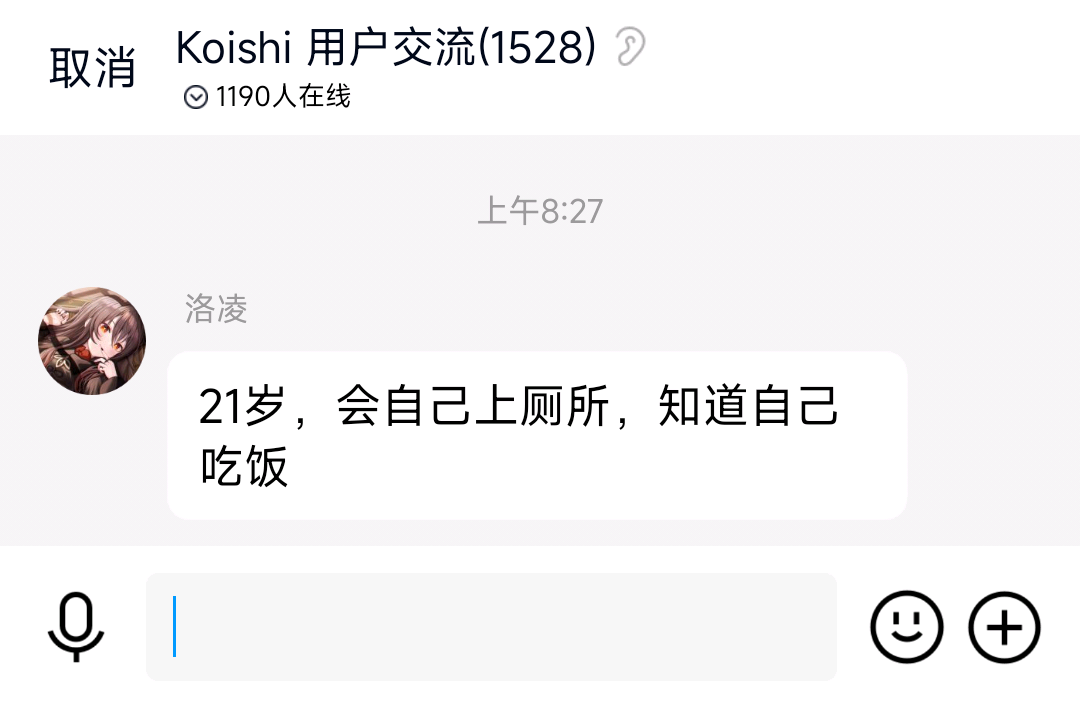 取消
Koishi 用户交流(1528)
1190人在线
上午8:27
洛凌
21岁，会自己上厕所，知道自己
吃饭